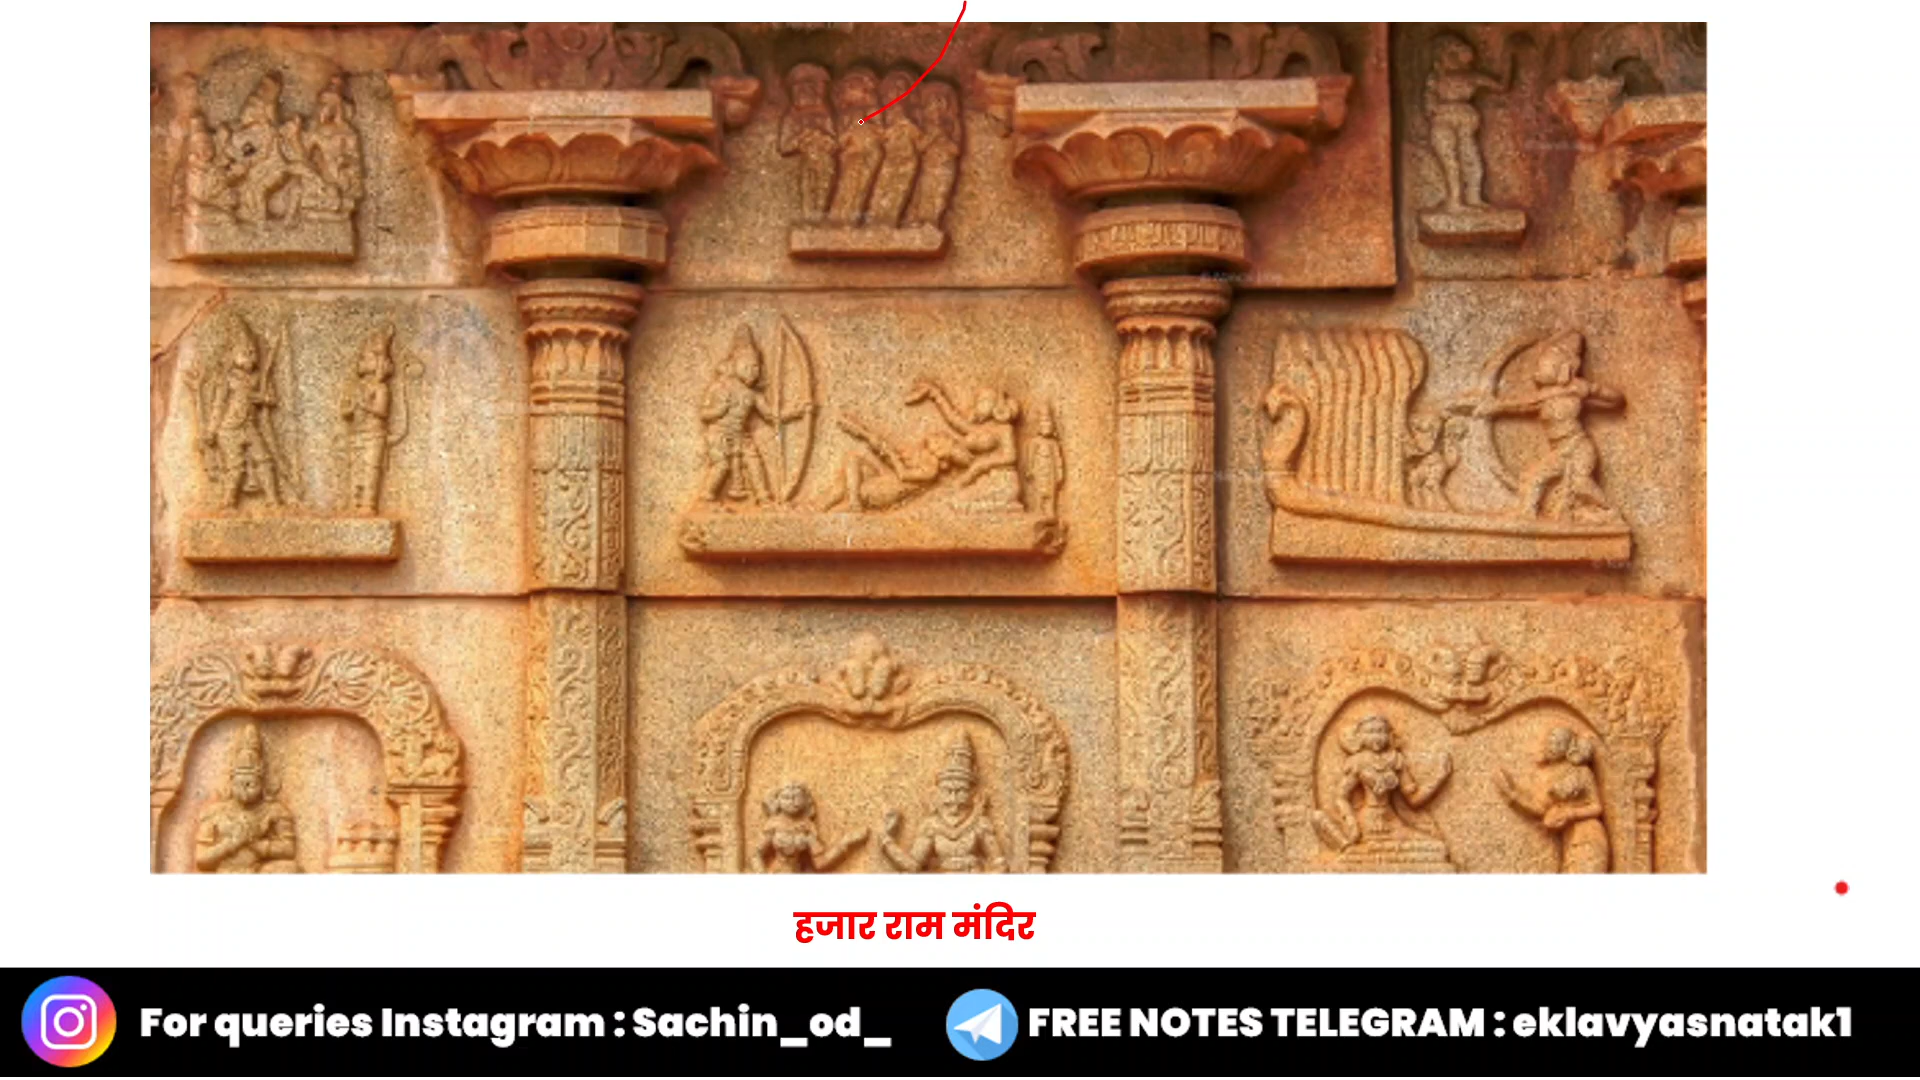 हजार राम मंदिर
For queries Instagram : Sachin_od_
FREE NOTES TELEGRAM : eklavyasnatak1